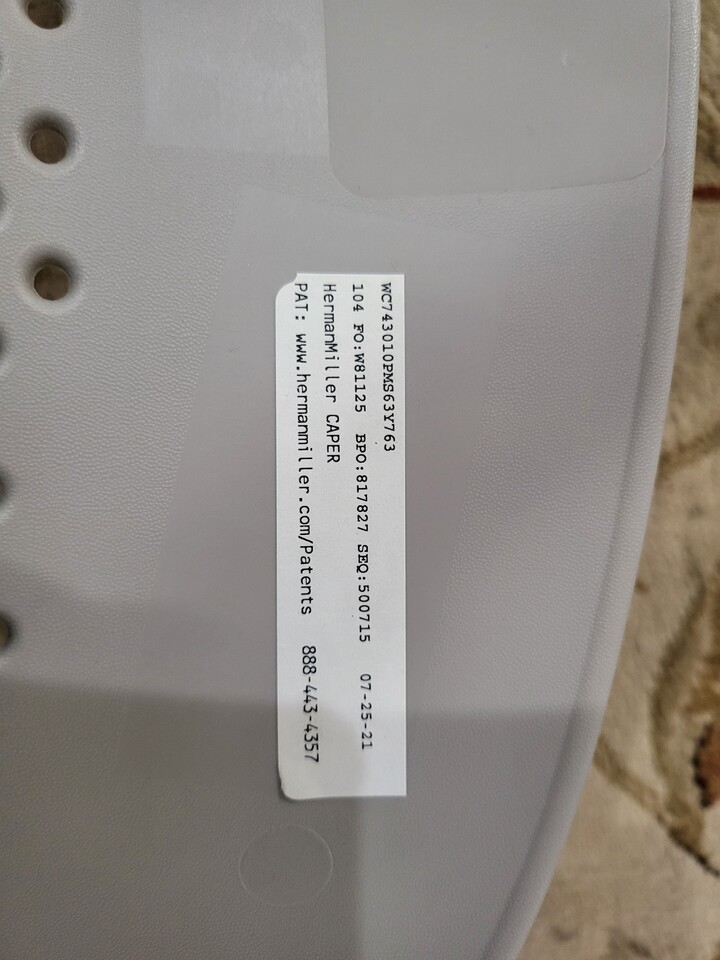 WC743010PMS63Y763
104 FO:W81125 BPO:817827 SEQ:500715 07-25-21
HermanMiller CAPER
PAT: www.hermanmiller.com/Patents 888-443-4357